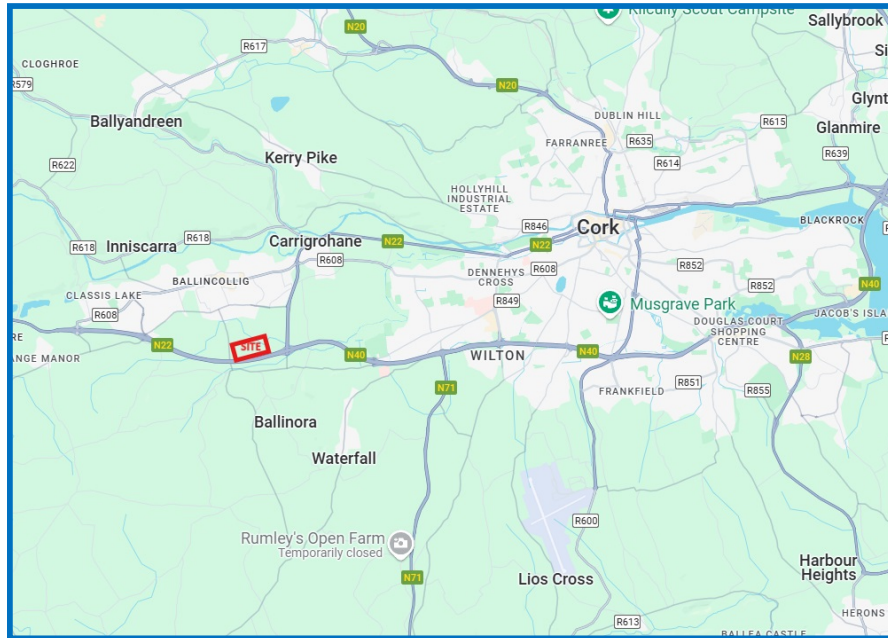 Kilcully Scout Campsite
Sallybrook
N20
R617
CLOGHROE
R579
N20
Glynt
DUBLIN HILL
Ballyandreen
R615
Glanmire
FARRANREE
R635
R639
R614
Kerry Pike
R622
HOLLYHILL
INDUSTRIAL
ESTATE
BLACKROCK
R846
Cork
R618
Inniscarra
R618
Carrigrohane
N22
N22
R608
DENNEHYS
CROSS
R608
R852
BALLINCOLLIG
R852
N40
CLASSIS LAKE
R849
Musgrave Park
R608
DOUGLAS COURT
SHOPPING
CENTRE
JACOB'S ISLA
N22
SITE
N40
WILTON
N40
N28
ANGE MANOR
N71
FRANKFIELD
R851
R855
Ballinora
Waterfall
R600
Rumley's Open Farm
Temporarily closed
Harbour
Heights
N71
Lios Cross
R613
HERONS
BALLEA CASTLE